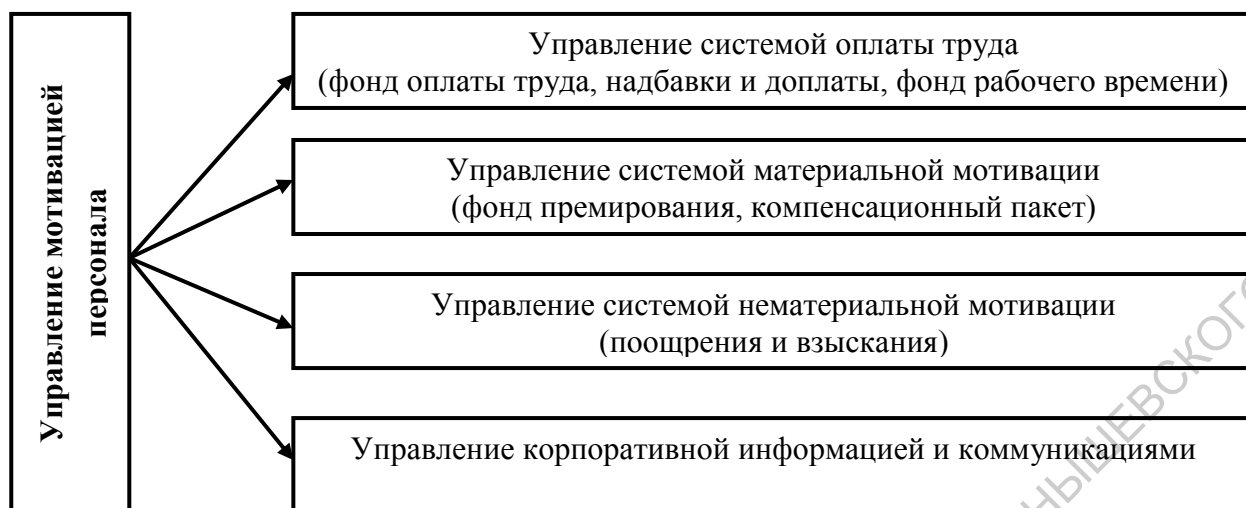 Управление мотивацией
персонала
Управление системой оплаты труда
(фонд оплаты труда, надбавки и доплаты, фонд рабочего времени)
Управление системой материальной мотивации
(фонд премирования, компенсационный пакет)
Управление системой нематериальной мотивации
(поощрения и взыскания)
Управление корпоративной информацией и коммуникациями